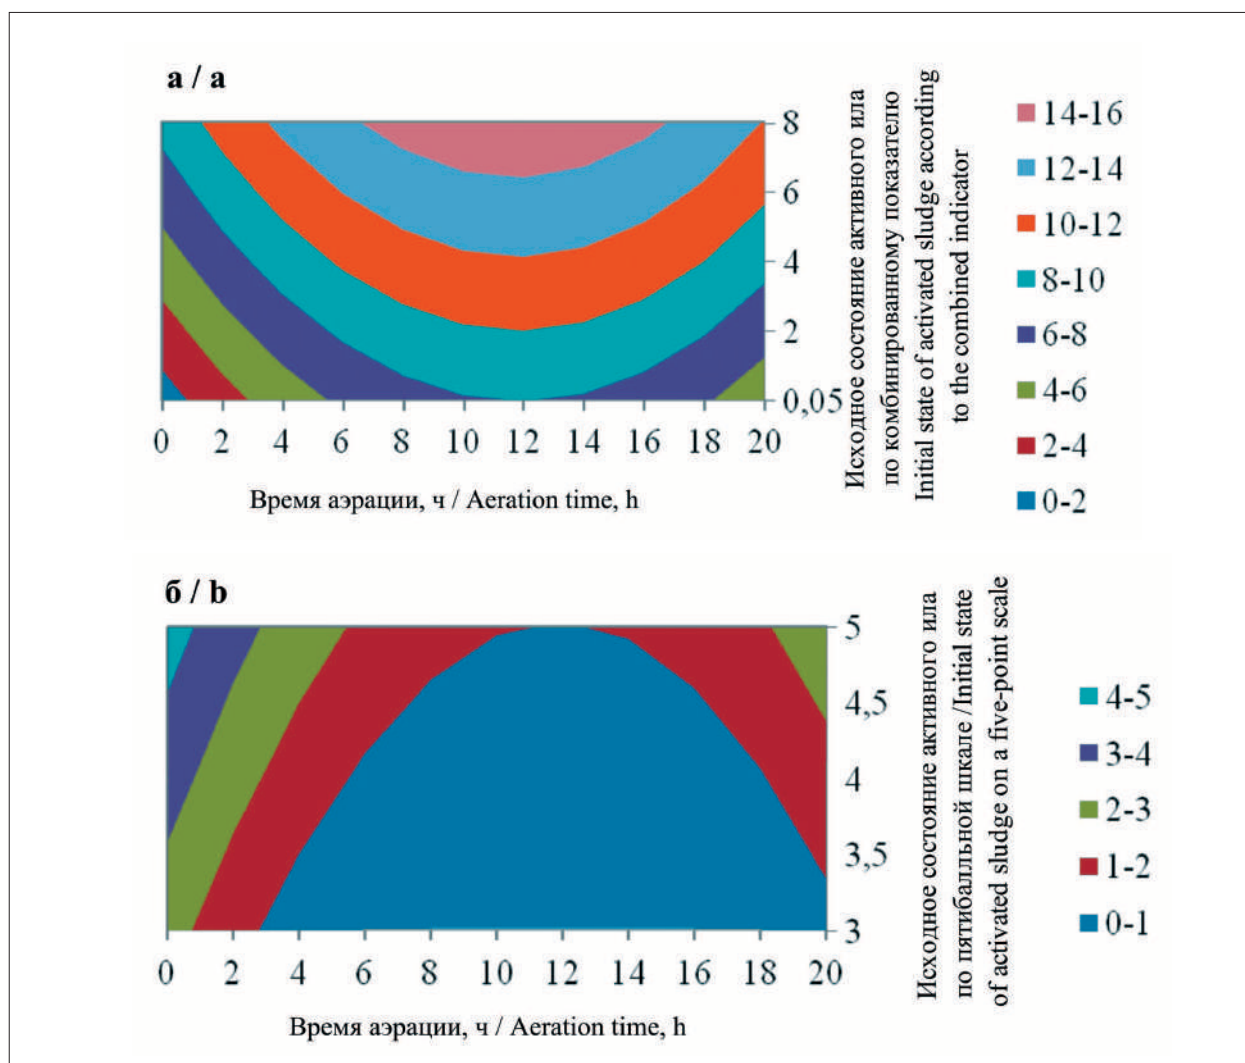 а / a
8
6
4
2
0,05
0 2 4 6 8 10 12 14 16 18 20
Время аэрации, ч / Aeration time, h
Исходное состояние активного ила
по комбинированному показателю
Initial state of activated sludge according
to the combined indicator
14-16
12-14
10-12
8-10
6-8
4-6
2-4
0-2
б / b
5
4,5
4
3,5
3
0 2 4 6 8 10 12 14 16 18 20
Время аэрации, ч / Aeration time, h
Исходное состояние активного ила
по пятибалльной шкале /Initial state
of activated sludge on a five-point scale
4-5
3-4
2-3
1-2
0-1